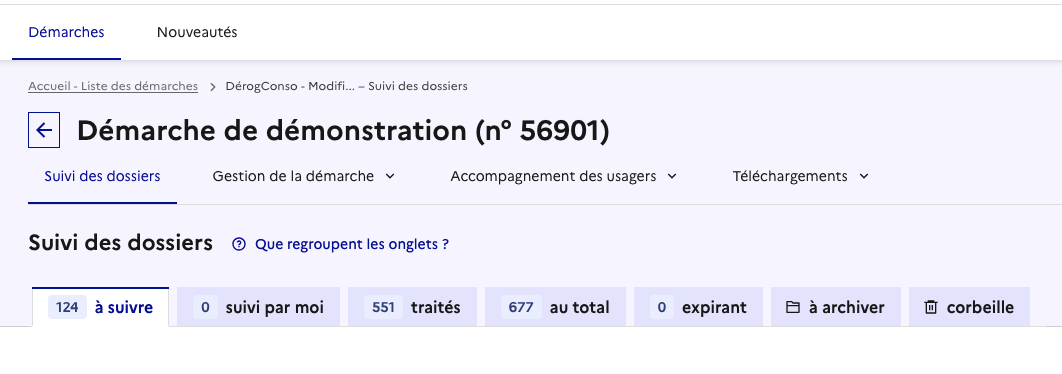 Démarches Nouveautés
Accueil - Liste des démarches DérogConso - Modifi... – Suivi des dossiers
Démarche de démonstration (n° 56901)
Suivi des dossiers Gestion de la démarche Accompagnement des usagers Téléchargements
Suivi des dossiers Que regroupent les onglets ?
124 à suivre 0 suivi par moi 551 traités 677 au total 0 expirant à archiver corbeille